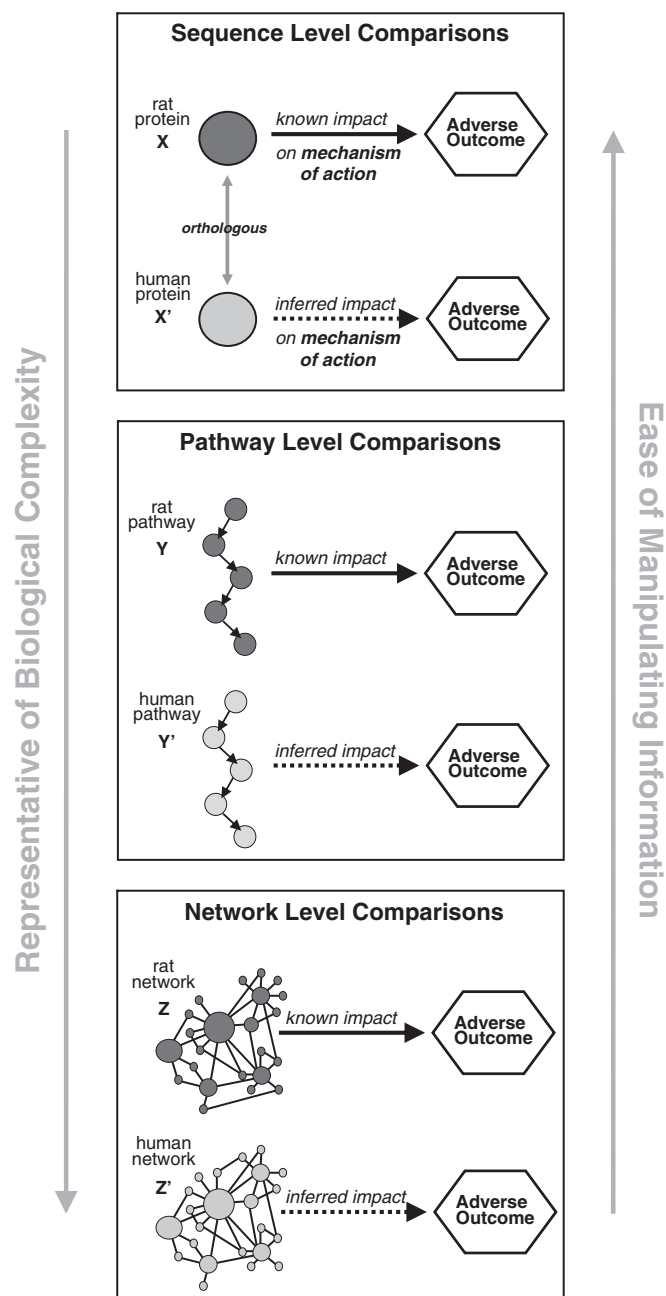 Sequence Level Comparisons
rat
protein
X
known impact
on mechanism
of action
Adverse
Outcome
orthologous
human
protein
X'
inferred impact
on mechanism
of action
Adverse
Outcome
Pathway Level Comparisons
rat
pathway
Y
known impact
Adverse
Outcome
human
pathway
Y'
inferred impact
Adverse
Outcome
Network Level Comparisons
rat
network
Z
known impact
Adverse
Outcome
human
network
Z'
inferred impact
Adverse
Outcome
Representative of Biological Complexity
Ease of Manipulating Information